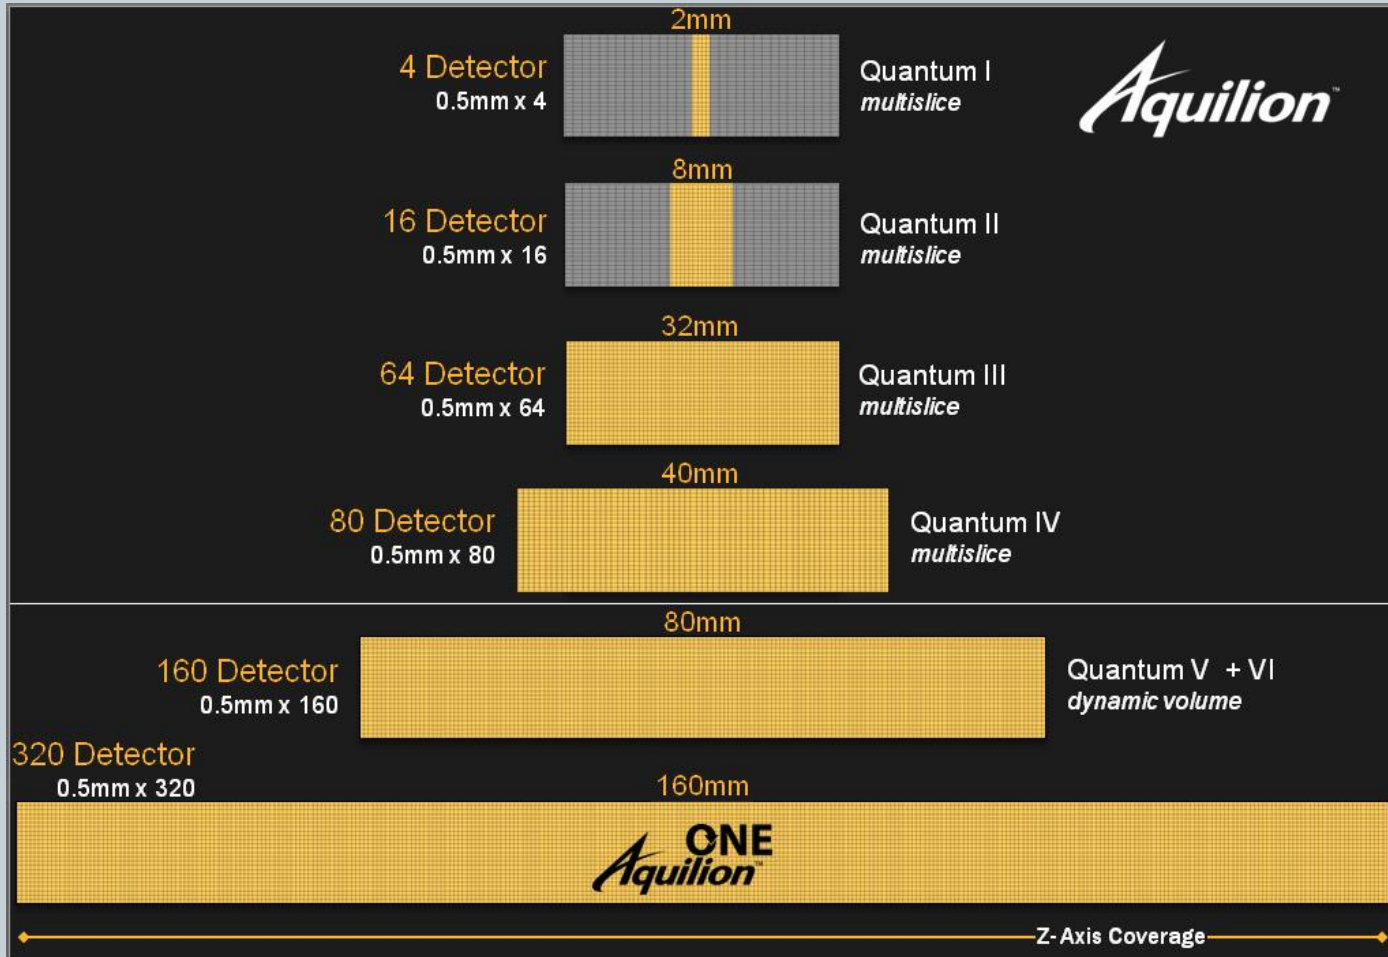 2mm
4 Detector
0.5mm x 4
Quantum I
multislice
Aquilion™
8mm
16 Detector
0.5mm x 16
Quantum II
multislice
32mm
64 Detector
0.5mm x 64
Quantum III
multislice
40mm
80 Detector
0.5mm x 80
Quantum IV
multislice
80mm
160 Detector
0.5mm x 160
Quantum V + VI
dynamic volume
320 Detector
0.5mm x 320
160mm
ONE
Aquilion™
Z-Axis Coverage